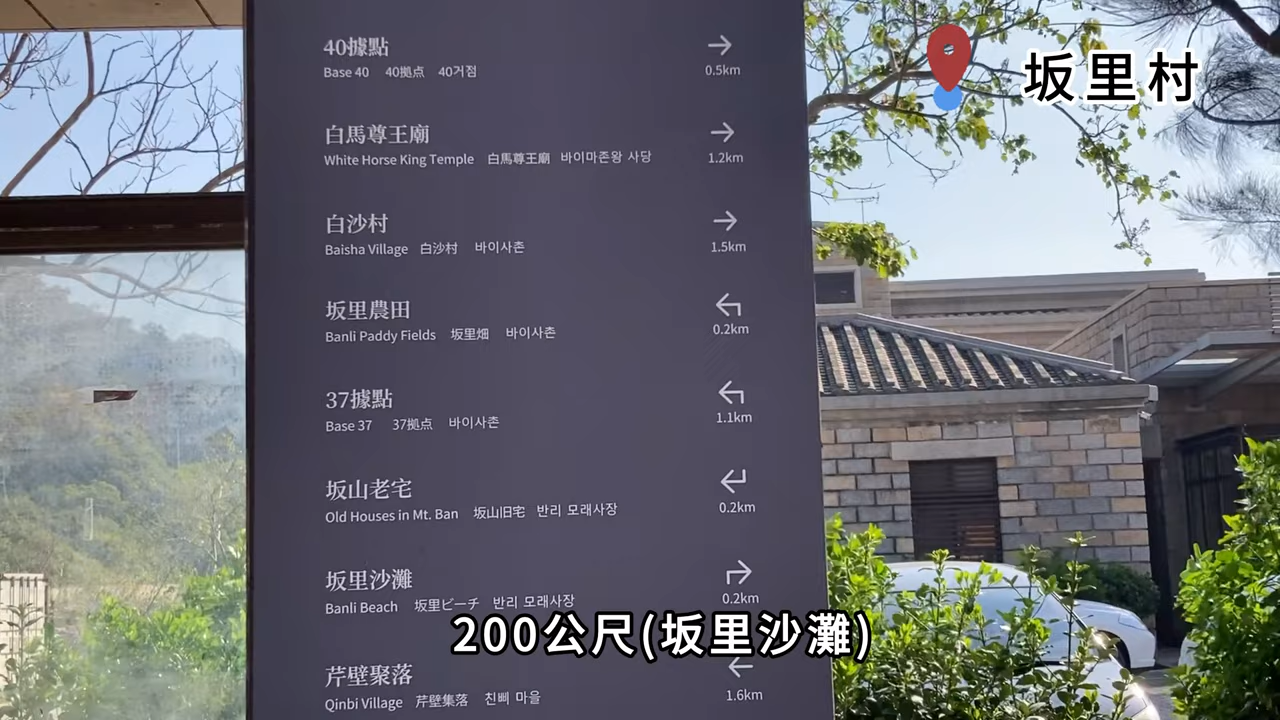 坂里村
40據點
Base 40 40拠点 40거점
0.5km
白馬尊王廟
White Horse King Temple 白馬尊王廟 바이마존왕 사당
1.2km
白沙村
Baisha Village 白沙村 바이사촌
1.5km
坂里農田
Banli Paddy Fields 坂里畑 바이사촌
0.2km
37據點
Base 37 37拠点 바이사촌
1.1km
坂山老宅
Old Houses in Mt. Ban 坂山旧宅 반리 모래사장
0.2km
坂里沙灘
Banli Beach 坂里ビーチ 반리 모래사장
0.2km
200公尺(坂里沙灘)
芹壁聚落
Qinbi Village 芹壁集落 친삐 마을
1.6km